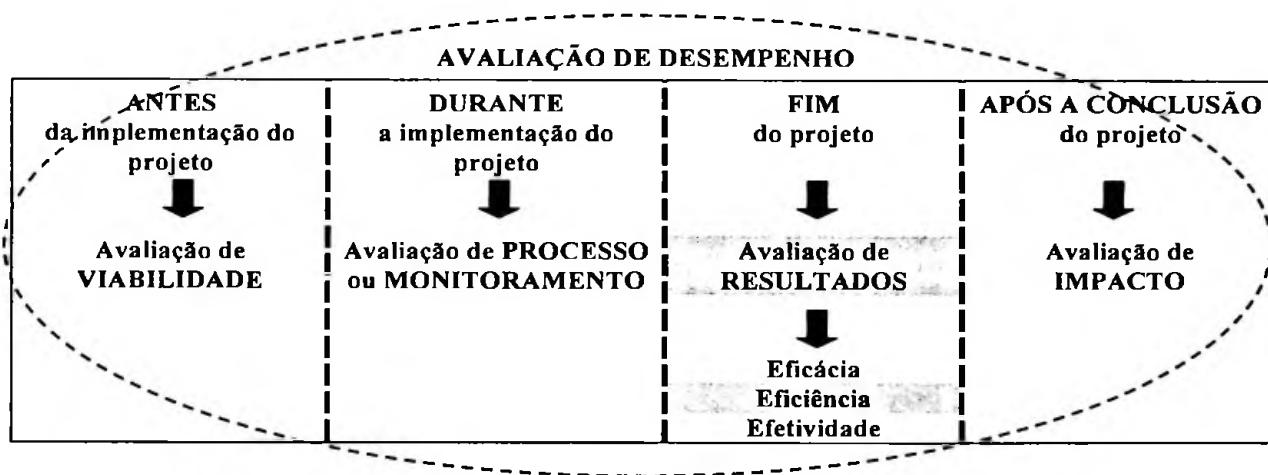 AVALIAÇÃO DE DESEMPENHO
ANTES
da implementação do
projeto
Avaliação de
VIABILIDADE
DURANTE
a implementação do
projeto
Avaliação de PROCESSO
ou MONITORAMENTO
FIM
do projeto
Avaliação de
RESULTADOS
Eficácia
Eficiência
Efetividade
APÓS A CONCLUSÃO
do projeto
Avaliação de
IMPACTO